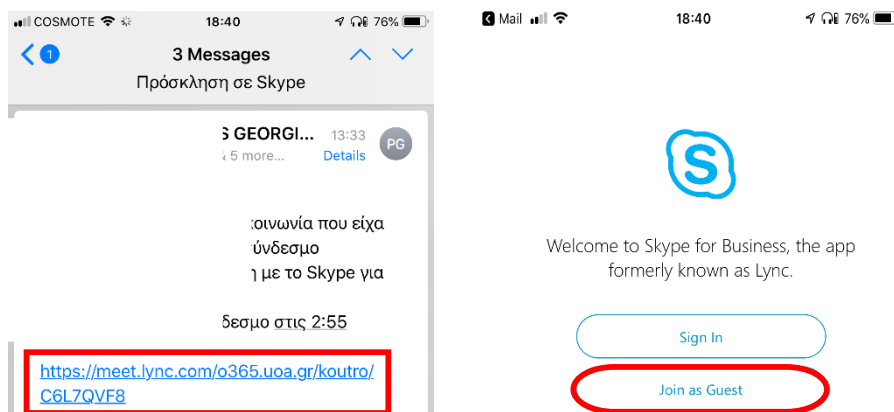 COSMOTE 18:40 76%
1 3 Messages
Πρόσκληση σε Skype
S GEORGI... 13:33
& 5 more... Details
PG
κοινωνία που είχα
ύνδεσμο
η με το Skype για
δεσμο στις 2:55
https://meet.lync.com/o365.uoa.gr/koutro/
C6L7QVF8
Mail 18:40 76%
S
Welcome to Skype for Business, the app
formerly known as Lync.
Sign In
Join as Guest